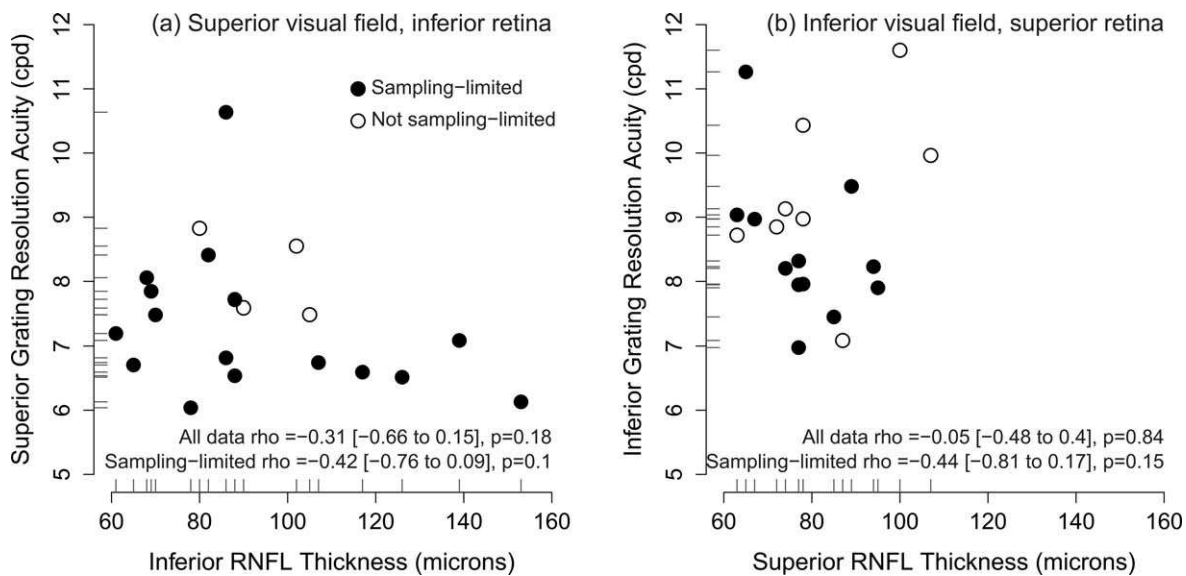 (a) Superior visual field, inferior retina
Sampling−limited
Not sampling−limited
Superior Grating Resolution Acuity (cpd)
12
11
10
9
8
7
6
5
All data rho =−0.31 [−0.66 to 0.15], p=0.18
Sampling−limited rho =−0.42 [−0.76 to 0.09], p=0.1
60 80 100 120 140 160
Inferior RNFL Thickness (microns)
(b) Inferior visual field, superior retina
Inferior Grating Resolution Acuity (cpd)
12
11
10
9
8
7
6
5
All data rho =−0.05 [−0.48 to 0.4], p=0.84
Sampling−limited rho =−0.44 [−0.81 to 0.17], p=0.15
60 80 100 120 140 160
Superior RNFL Thickness (microns)